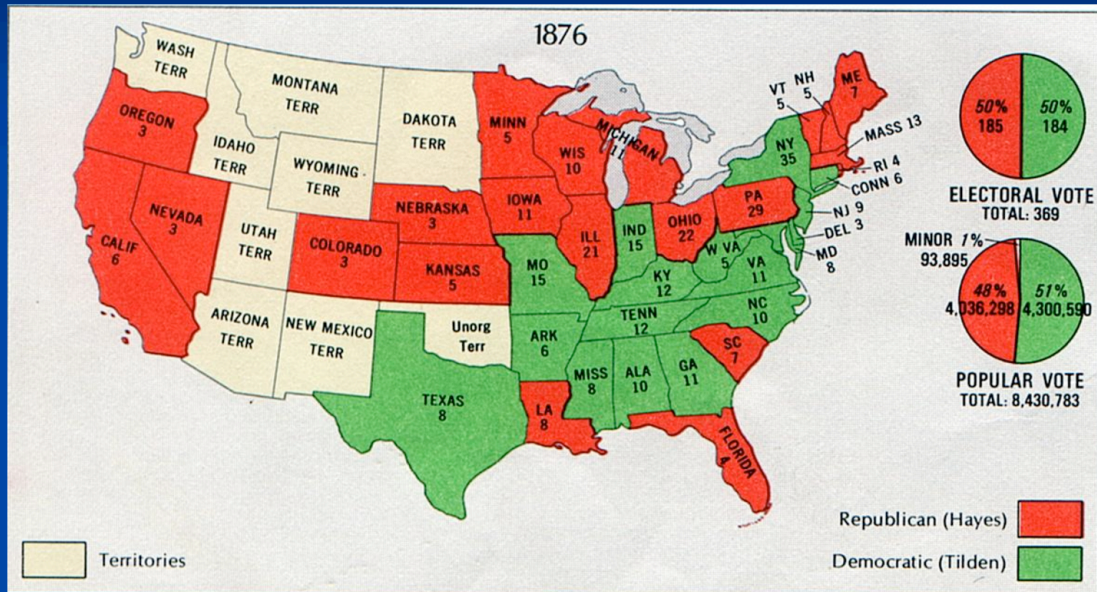 1876
WASH
TERR
MONTANA
TERR
DAKOTA
TERR
OREGON
3
IDAHO
TERR
WYOMING
TERR
MINN
5
WIS
10
MICHIGAN
11
VT
5
NH
5
ME
7
MASS 13
NY
35
RI 4
CONN 6
NEVADA
3
CALIF
6
UTAH
TERR
COLORADO
3
NEBRASKA
3
KANSAS
5
IOWA
11
ILL
21
IND
15
OHIO
22
PA
29
NJ 9
DEL 3
MD
8
W VA
5
VA
11
MO
15
KY
12
ARIZONA
TERR
NEW MEXICO
TERR
Unorg
Terr
ARK
6
TENN
12
NC
10
SC
7
MISS
8
ALA
10
GA
11
TEXAS
8
LA
8
FLORIDA
4
50%
185
50%
184
ELECTORAL VOTE
TOTAL: 369
MINOR 1%
93,895
48%
4,036,298
51%
4,300,590
POPULAR VOTE
TOTAL: 8,430,783
Republican (Hayes)
Democratic (Tilden)
Territories